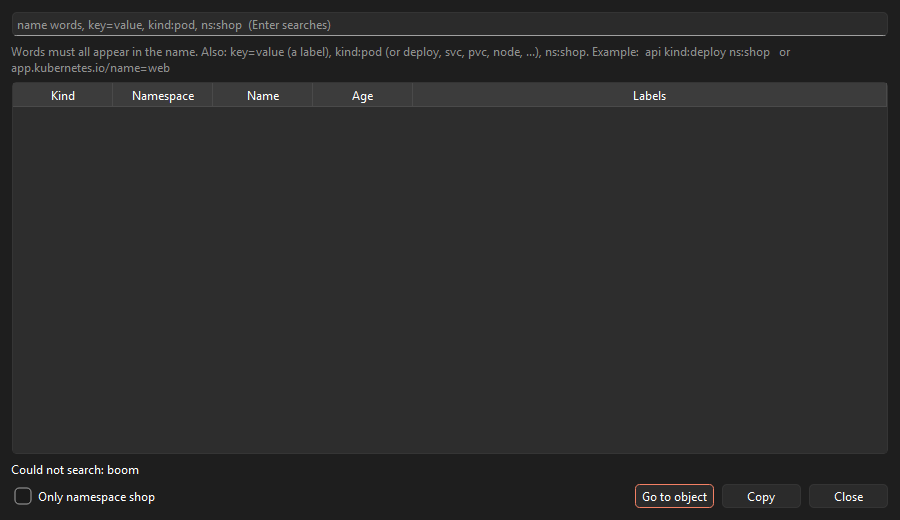 name words, key=value, kind:pod, ns:shop  (Enter searches)
Words must all appear in the name. Also: key=value (a label), kind:pod (or deploy, svc, pvc, node, ...), ns:shop. Example:  api kind:deploy ns:shop   or
app.kubernetes.io/name=web
Kind Namespace Name Age Labels
Could not search: boom
Only namespace shop Go to object Copy Close